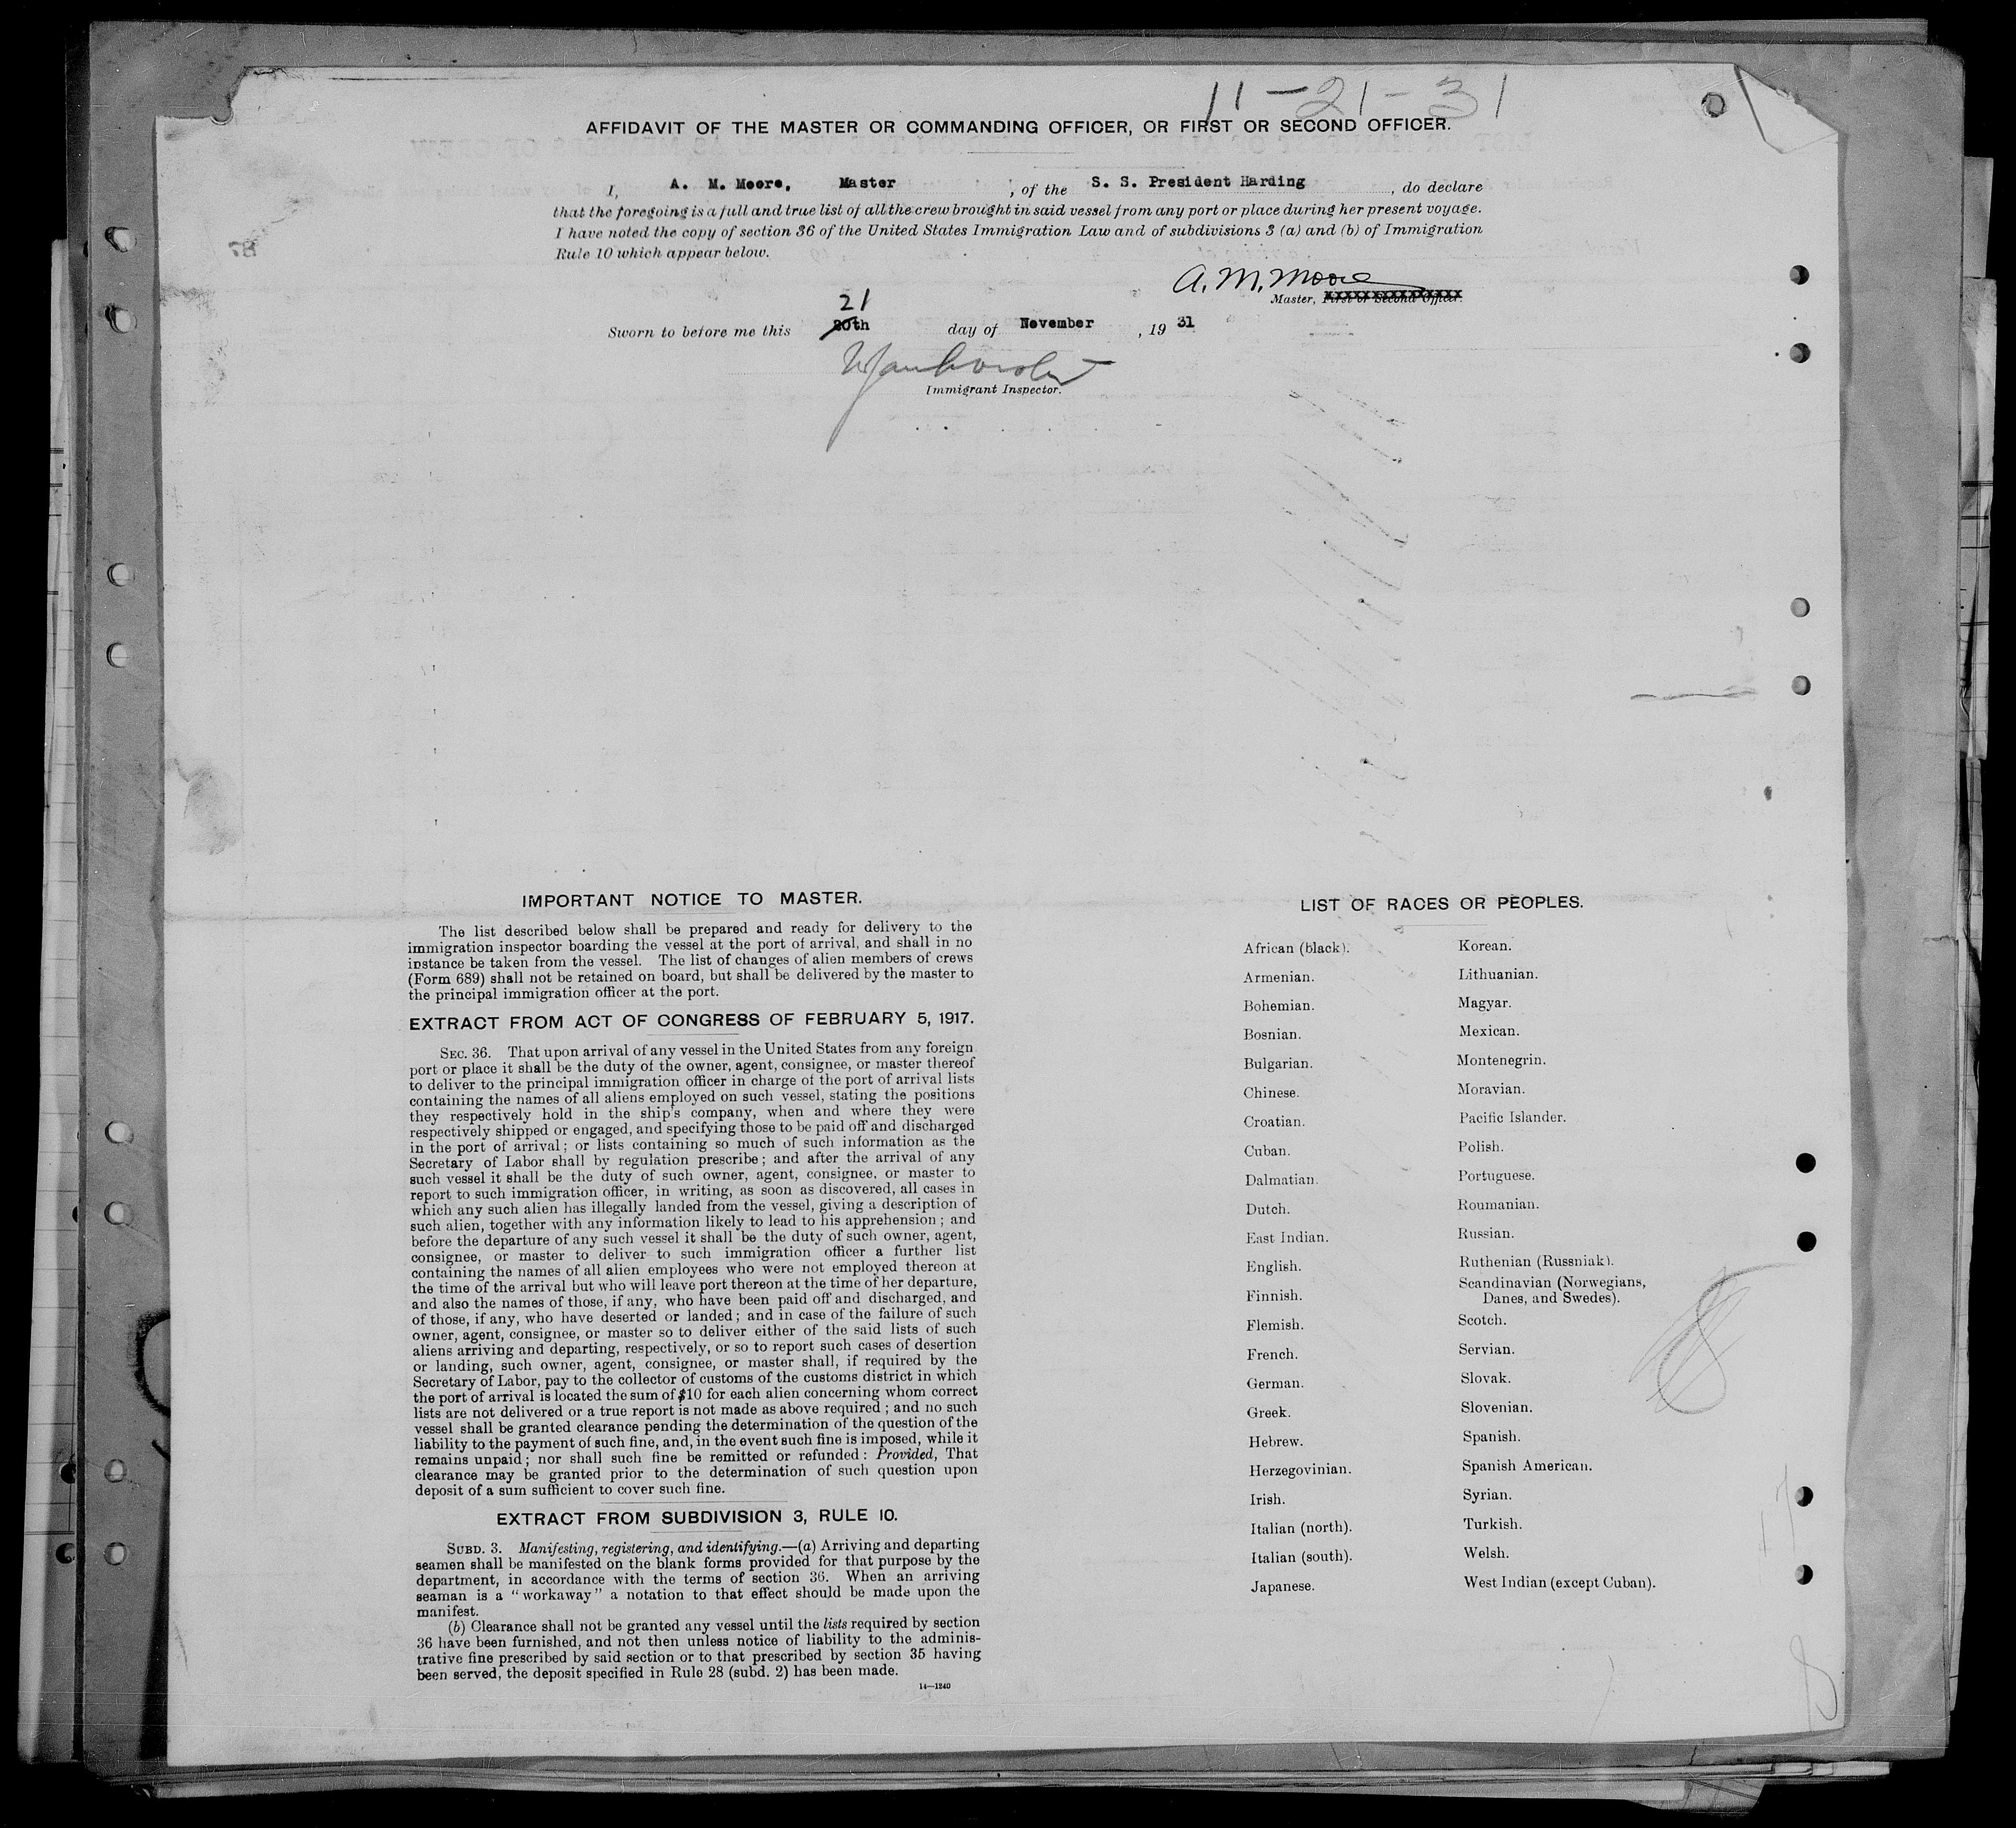 11-21-31
AFFIDAVIT OF THE MASTER OR COMMANDING OFFICER, OR FIRST OR SECOND OFFICER.
I, A. M. Moore, Master, of the S. S. President Harding, do declare
that the foregoing is a full and true list of all the crew brought in said vessel from any port or place during her present voyage.
I have noted the copy of section 36 of the United States Immigration Law and of subdivisions 3 (a) and (b) of Immigration
Rule 10 which appear below.
A. M. Moore
Master, First or Second Officer.
21
Sworn to before me this 20th day of November, 19 31
Immigrant Inspector.
IMPORTANT NOTICE TO MASTER.
The list described below shall be prepared and ready for delivery to the
immigration inspector boarding the vessel at the port of arrival, and shall in no
instance be taken from the vessel. The list of changes of alien members of crews
(Form 689) shall not be retained on board, but shall be delivered by the master to
the principal immigration officer at the port.
EXTRACT FROM ACT OF CONGRESS OF FEBRUARY 5, 1917.
SEC. 36. That upon arrival of any vessel in the United States from any foreign
port or place it shall be the duty of the owner, agent, consignee, or master thereof
to deliver to the principal immigration officer in charge of the port of arrival lists
containing the names of all aliens employed on such vessel, stating the positions
they respectively hold in the ship's company, when and where they were
respectively shipped or engaged, and specifying those to be paid off and discharged
in the port of arrival; or lists containing so much of such information as the
Secretary of Labor shall by regulation prescribe; and after the arrival of any
such vessel it shall be the duty of such owner, agent, consignee, or master to
report to such immigration officer, in writing, as soon as discovered, all cases in
which any such alien has illegally landed from the vessel, giving a description of
such alien, together with any information likely to lead to his apprehension; and
before the departure of any such vessel it shall be the duty of such owner, agent,
consignee, or master to deliver to such immigration officer a further list
containing the names of all alien employees who were not employed thereon at
the time of the arrival but who will leave port thereon at the time of her departure,
and also the names of those, if any, who have been paid off and discharged, and
of those, if any, who have deserted or landed; and in case of the failure of such
owner, agent, consignee, or master so to deliver either of the said lists of such
aliens arriving and departing, respectively, or so to report such cases of desertion
or landing, such owner, agent, consignee, or master shall, if required by the
Secretary of Labor, pay to the collector of customs of the customs district in which
the port of arrival is located the sum of $10 for each alien concerning whom correct
lists are not delivered or a true report is not made as above required; and no such
vessel shall be granted clearance pending the determination of the question of the
liability to the payment of such fine, and, in the event such fine is imposed, while it
remains unpaid; nor shall such fine be remitted or refunded: Provided, That
clearance may be granted prior to the determination of such question upon
deposit of a sum sufficient to cover such fine.
EXTRACT FROM SUBDIVISION 3, RULE 10.
SUBD. 3. Manifesting, registering, and identifying.—(a) Arriving and departing
seamen shall be manifested on the blank forms provided for that purpose by the
department, in accordance with the terms of section 36. When an arriving
seaman is a "workaway" a notation to that effect should be made upon the
manifest.
(b) Clearance shall not be granted any vessel until the lists required by section
36 have been furnished, and not then unless notice of liability to the adminis-
trative fine prescribed by said section or to that prescribed by section 35 having
been served, the deposit specified in Rule 28 (subd. 2) has been made.
14—1240
LIST OF RACES OR PEOPLES.
African (black).
Armenian.
Bohemian.
Bosnian.
Bulgarian.
Chinese.
Croatian.
Cuban.
Dalmatian.
Dutch.
East Indian.
English.
Finnish.
Flemish.
French.
German.
Greek.
Hebrew.
Herzegovinian.
Irish.
Italian (north).
Italian (south).
Japanese.
Korean.
Lithuanian.
Magyar.
Mexican.
Montenegrin.
Moravian.
Pacific Islander.
Polish.
Portuguese.
Roumanian.
Russian.
Ruthenian (Russniak).
Scandinavian (Norwegians,
Danes, and Swedes).
Scotch.
Servian.
Slovak.
Slovenian.
Spanish.
Spanish American.
Syrian.
Turkish.
Welsh.
West Indian (except Cuban).